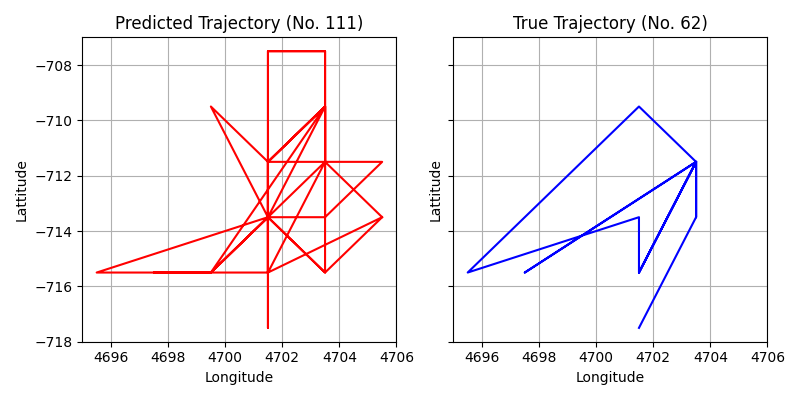 Predicted Trajectory (No. 111)
True Trajectory (No. 62)
−708
−710
−712
−714
−716
−718
Lattitude
Lattitude
4696 4698 4700 4702 4704 4706
4696 4698 4700 4702 4704 4706
Longitude
Longitude